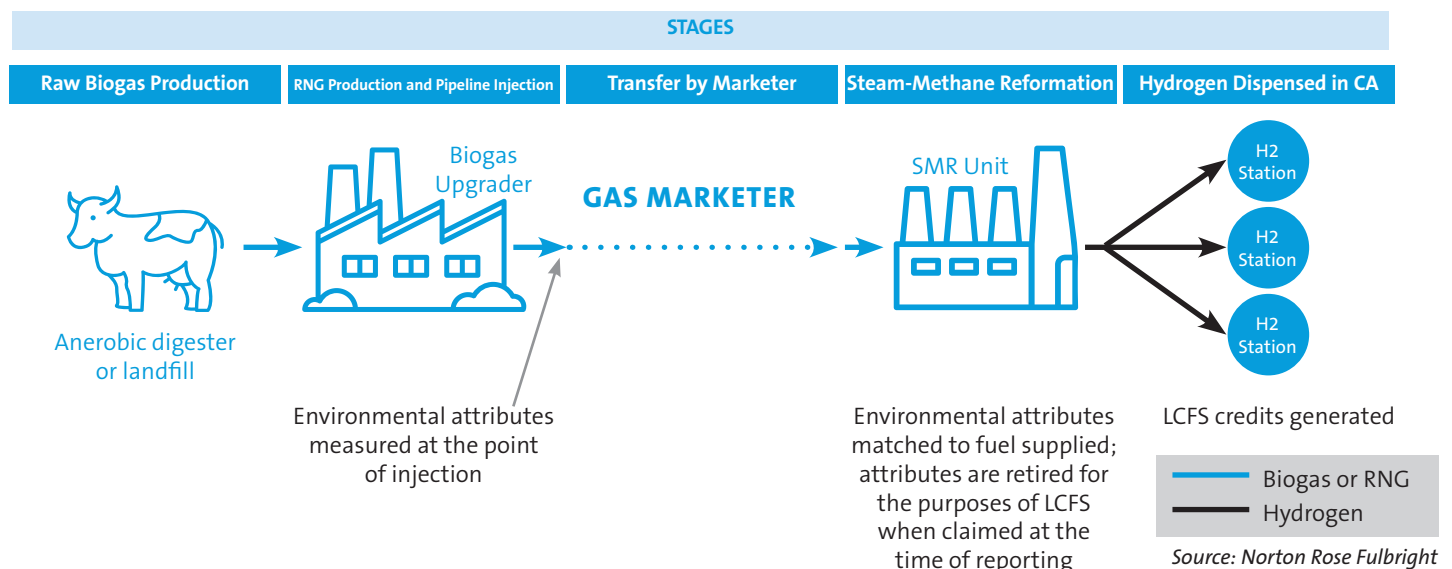 STAGES
Raw Biogas Production
RNG Production and Pipeline Injection
Transfer by Marketer
Steam-Methane Reformation
Hydrogen Dispensed in CA
Biogas
Upgrader
GAS MARKETER
SMR Unit
H2
Station
H2
Station
H2
Station
Anerobic digester
or landfill
Environmental attributes
measured at the point
of injection
Environmental attributes
matched to fuel supplied;
attributes are retired for
the purposes of LCFS
when claimed at the
time of reporting
LCFS credits generated
Biogas or RNG
Hydrogen
Source: Norton Rose Fulbright